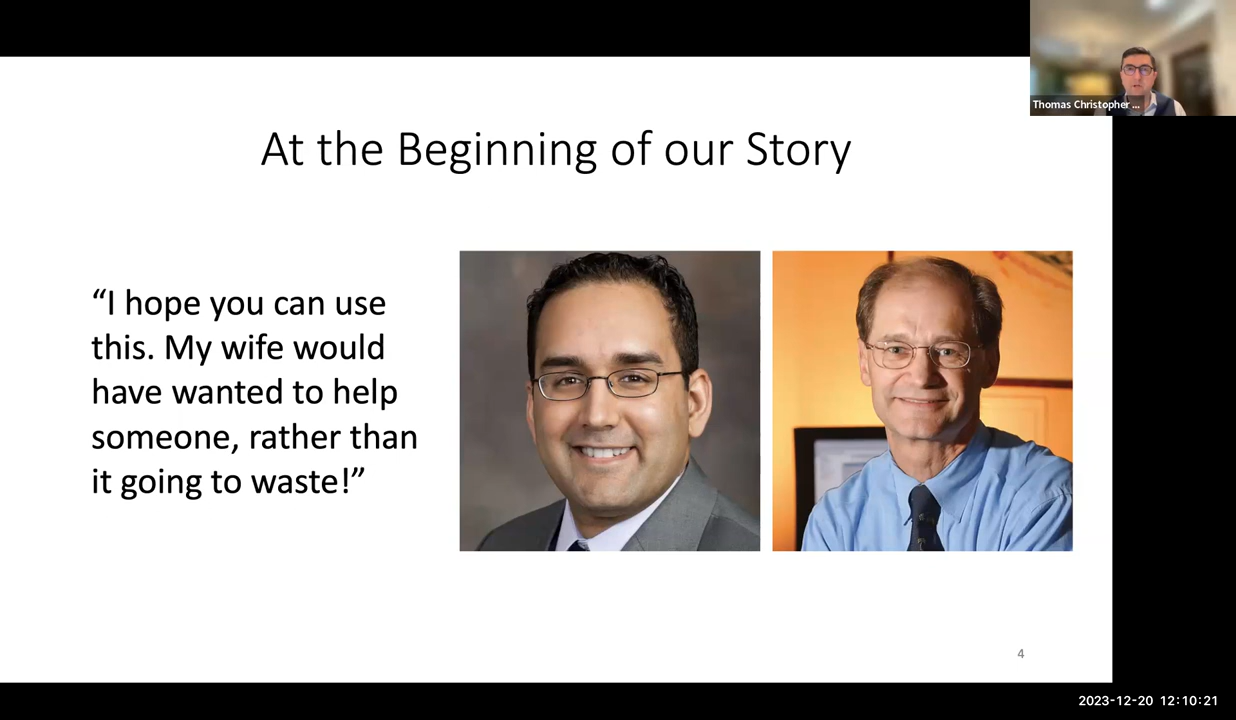 Thomas Christopher ...
At the Beginning of our Story
“I hope you can use
this. My wife would
have wanted to help
someone, rather than
it going to waste!”
4
2023-12-20 12:10:21